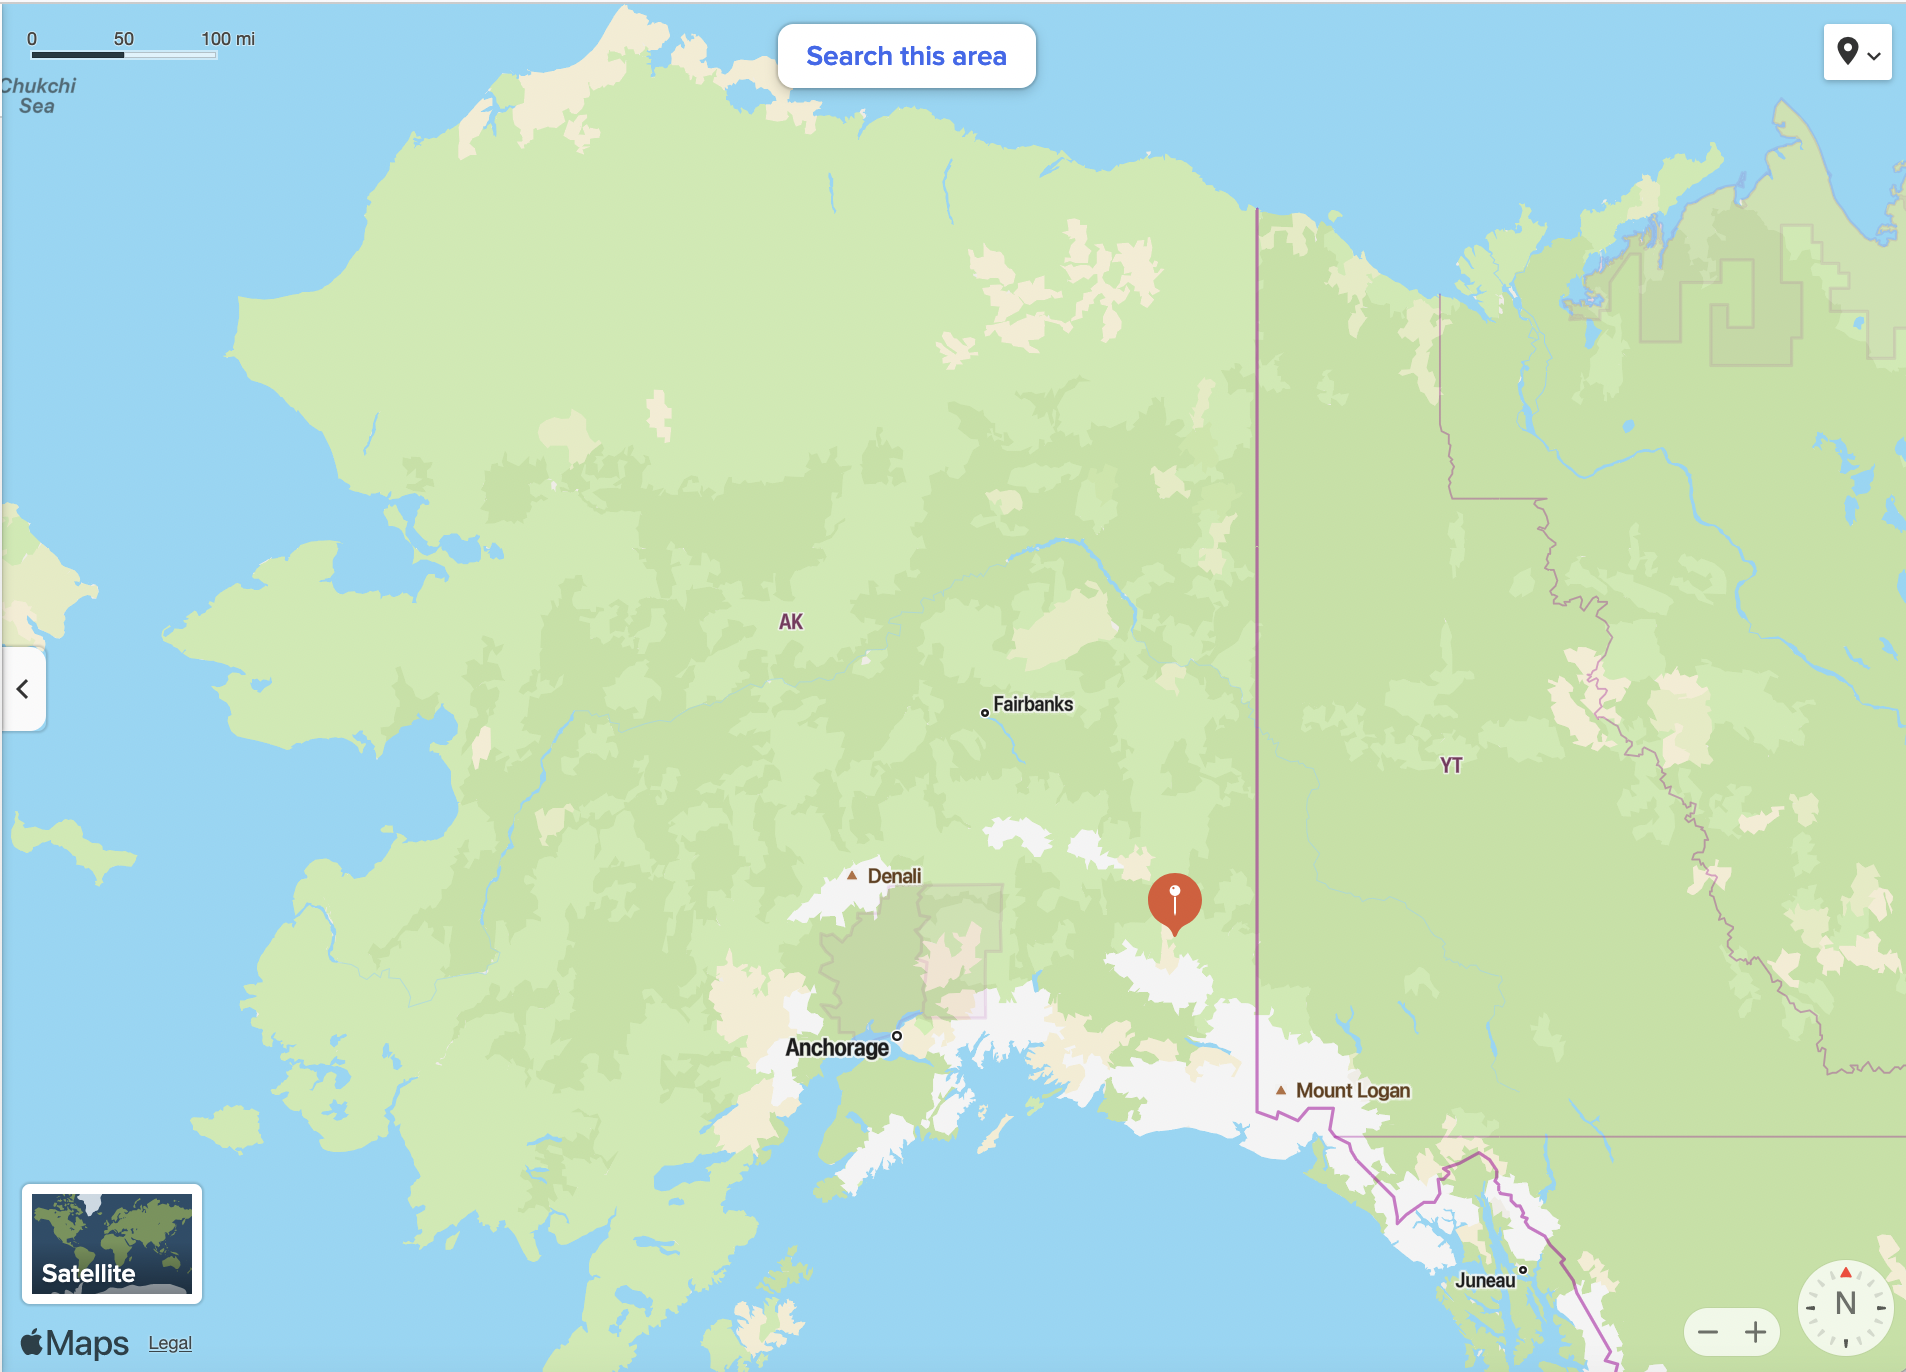 0 50 100 mi
Chukchi
Sea
Search this area
AK
Fairbanks
YT
Denali
Anchorage
Mount Logan
Juneau
Satellite
N
Maps Legal